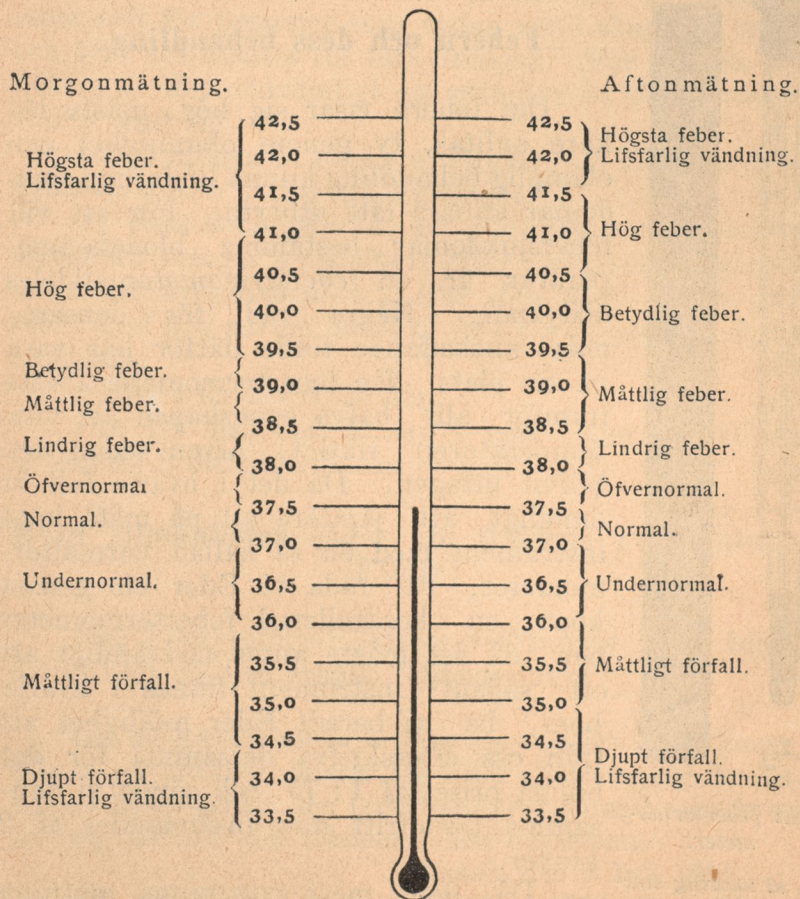 Morgonmätning.
Högsta feber.
Lifsfarlig vändning.
Hög feber.
Betydlig feber.
Måttlig feber.
Lindrig feber.
Öfvernormal
Normal.
Undernormal.
Måttligt förfall.
Djupt förfall.
Lifsfarlig vändning.
42,5
42,0
41,5
41,0
40,5
40,0
39,5
39,0
38,5
38,0
37,5
37,0
36,5
36,0
35,5
35,0
34,5
34,0
33,5
42,5
42,0
41,5
41,0
40,5
40,0
39,5
39,0
38,5
38,0
37,5
37,0
36,5
36,0
35,5
35,0
34,5
34,0
33,5
Aftonmätning.
Högsta feber.
Lifsfarlig vändning.
Hög feber.
Betydlig feber.
Måttlig feber.
Lindrig feber.
Öfvernormal.
Normal.
Undernormal.
Måttligt förfall.
Djupt förfall.
Lifsfarlig vändning.